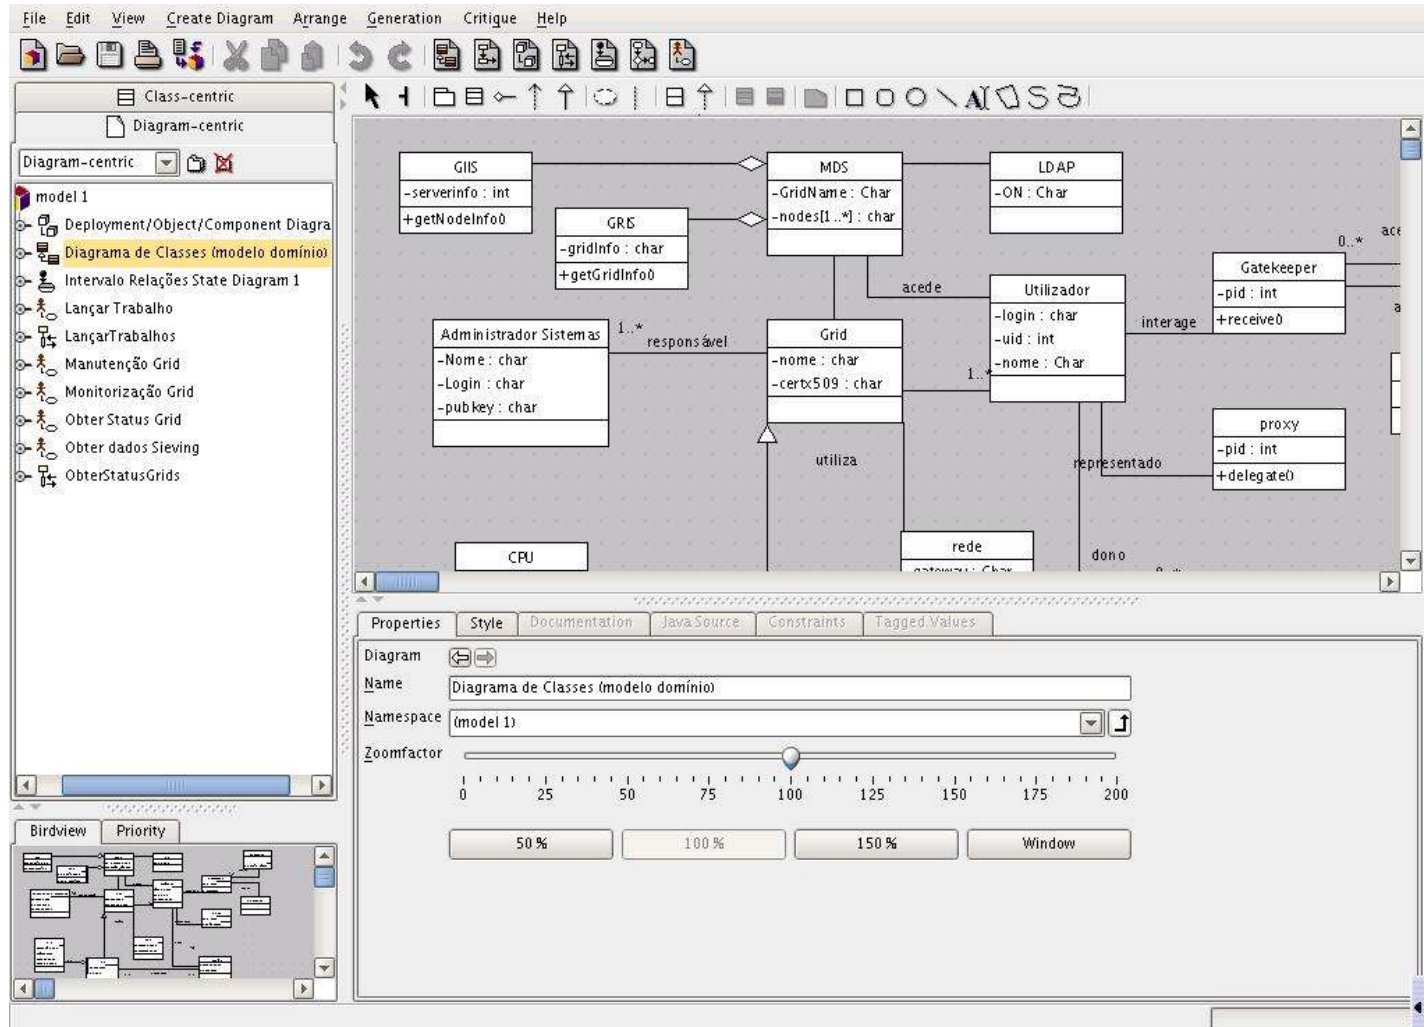 File Edit View Create Diagram Arrange Generation Critique Help
Class-centric
Diagram-centric
Diagram-centric
model 1
Deployment/Object/Component Diagra
Diagrama de Classes (modelo domínio)
Intervalo Relações State Diagram 1
Lançar Trabalho
LançarTrabalhos
Manutenção Grid
Monitorização Grid
Obter Status Grid
Obter dados Sieving
ObterStatusGrids
GIIS
-serverinfo : int
+getNodeInfo()
GRIS
-gridInfo : char
+getGridInfo()
MDS
-GridName : Char
-nodes[1..*] : char
LDAP
-ON : Char
acede
Utilizador
-login : char
-uid : int
-nome : Char
interage
0..*
ace
Gatekeeper
-pid : int
+receive()
a
Administrador Sistemas
-Nome : char
-Login : char
-pubkey : char
1..*
responsável
Grid
-nome : char
-certx509 : char
1..*
utiliza
representado
proxy
-pid : int
+delegate()
CPU
rede
gateway : Char
dono
0..*
Properties Style Documentation Java Source Constraints Tagged Values
Diagram
Name Diagrama de Classes (modelo domínio)
Namespace (model 1)
Zoomfactor
0 25 50 75 100 125 150 175 200
50 % 100 % 150 % Window
Birdview Priority